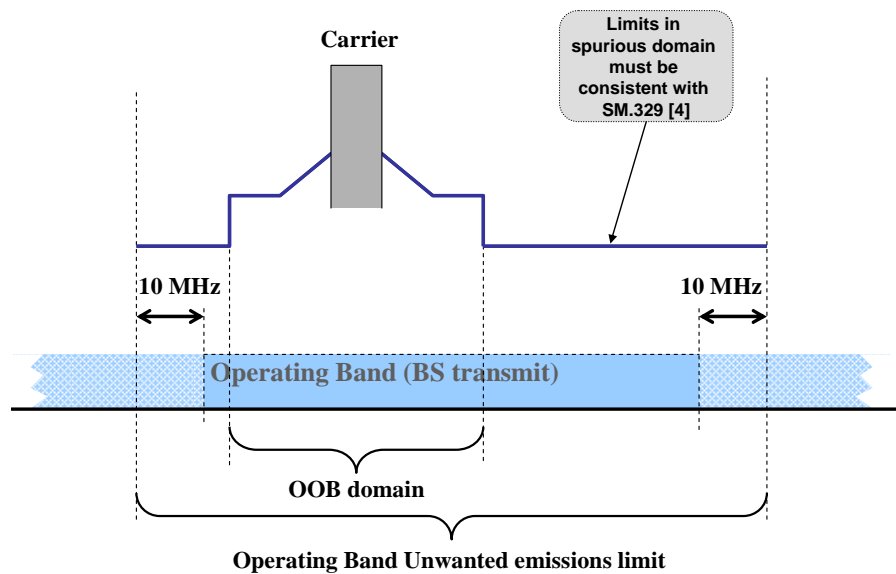 Carrier
Limits in
spurious domain
must be
consistent with
SM.329 [4]
10 MHz
10 MHz
Operating Band (BS transmit)
OOB domain
Operating Band Unwanted emissions limit